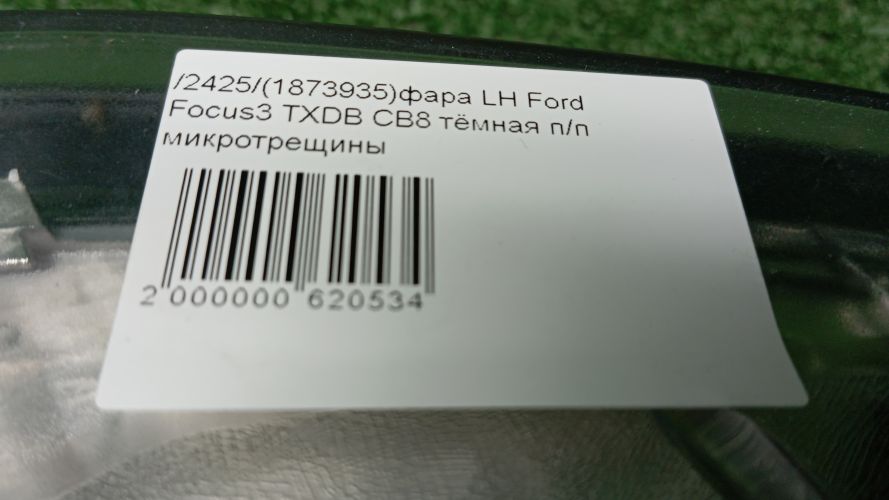 /2425/(1873935)фара LH Ford
Focus3 TXDB CB8 тёмная п/п
микротрещины
2 000000 620534